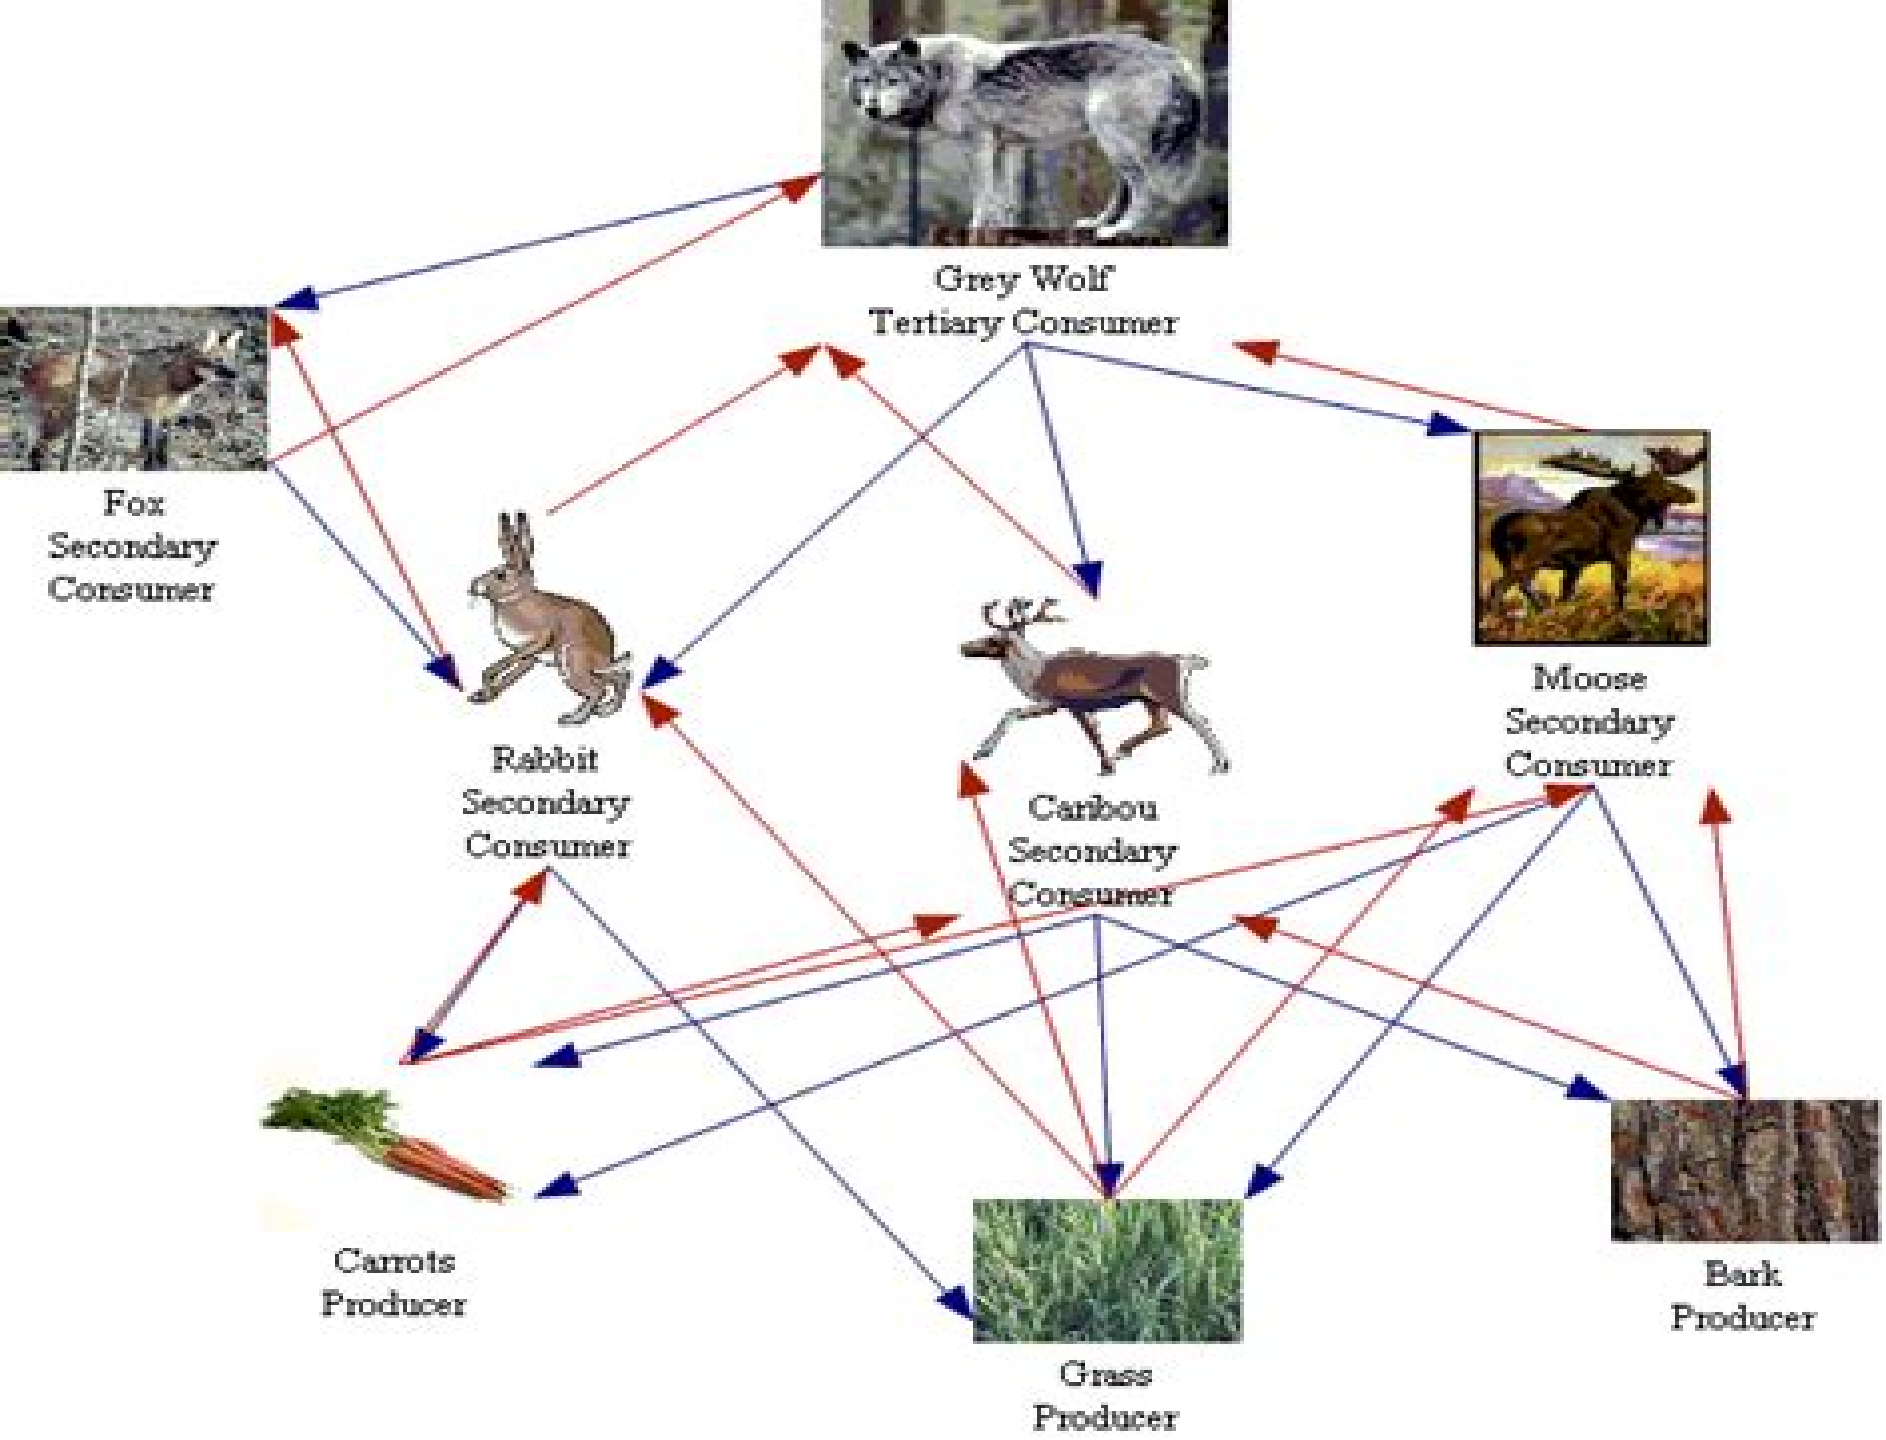 Grey Wolf
Tertiary Consumer
Fox
Secondary
Consumer
Moose
Secondary
Consumer
Rabbit
Secondary
Consumer
Caribou
Secondary
Consumer
Carrots
Producer
Bark
Producer
Grass
Producer